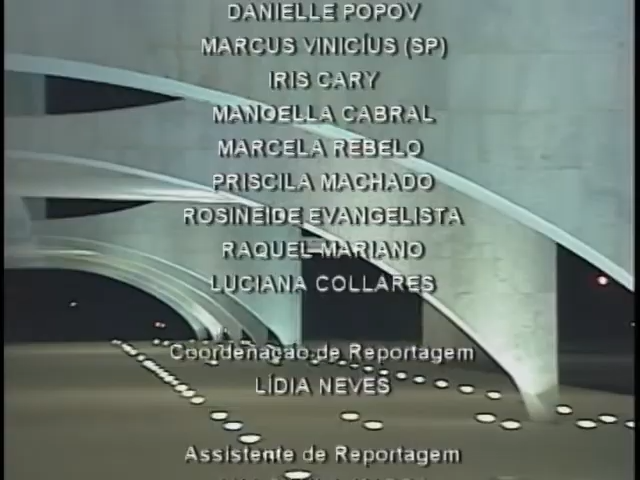 DANIELLE POPOV
MARCUS VINICÍUS (SP)
IRIS CARY
MANOELLA CABRAL
MARCELA REBELO
PRISCILA MACHADO
ROSINEIDE EVANGELISTA
RAQUEL MARIANO
LUCIANA COLLARES
Coordenação de Reportagem
LÍDIA NEVES
Assistente de Reportagem